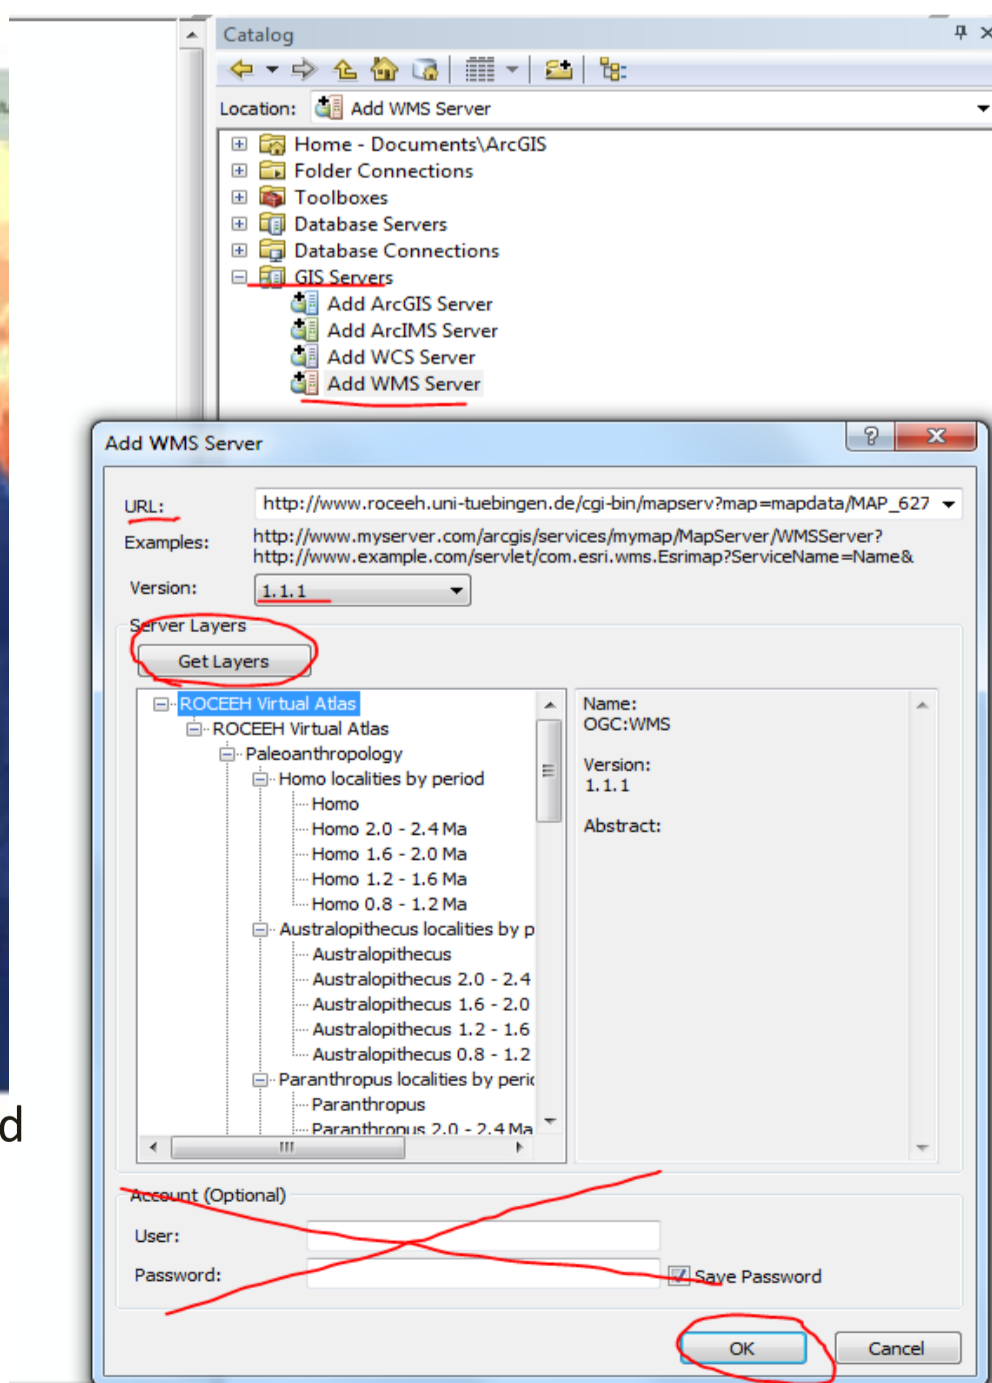 Catalog
Location: Add WMS Server
Home - Documents\ArcGIS
Folder Connections
Toolboxes
Database Servers
Database Connections
GIS Servers
Add ArcGIS Server
Add ArcIMS Server
Add WCS Server
Add WMS Server
Add WMS Server
URL: http://www.roceeh.uni-tuebingen.de/cgi-bin/mapserv?map=mapdata/MAP_627
Examples: http://www.myserver.com/arcgis/services/mymap/MapServer/WMSServer?
http://www.example.com/servlet/com.esri.wms.Esrimap?ServiceName=Name&
Version: 1.1.1
Server Layers
Get Layers
ROCEEH Virtual Atlas
ROCEEH Virtual Atlas
Paleoanthropology
Homo localities by period
Homo
Homo 2.0 - 2.4 Ma
Homo 1.6 - 2.0 Ma
Homo 1.2 - 1.6 Ma
Homo 0.8 - 1.2 Ma
Australopithecus localities by p
Australopithecus
Australopithecus 2.0 - 2.4
Australopithecus 1.6 - 2.0
Australopithecus 1.2 - 1.6
Australopithecus 0.8 - 1.2
Paranthropus localities by peric
Paranthropus
Paranthropus 2.0 - 2.4 Ma
Name:
OGC:WMS
Version:
1.1.1
Abstract:
d
Account (Optional)
User:
Password:
Save Password
OK
Cancel